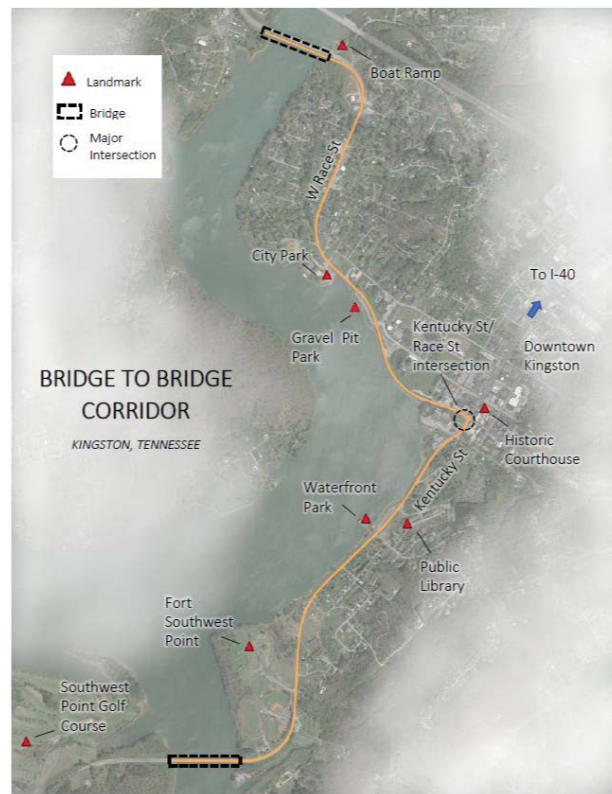 Landmark
Bridge
Major
Intersection
Boat Ramp
W Race St
City Park
To I-40
Gravel Pit
Park
Kentucky St/
Race St
intersection
Downtown
Kingston
BRIDGE TO BRIDGE
CORRIDOR
KINGSTON, TENNESSEE
Historic
Courthouse
Kentucky St
Waterfront
Park
Public
Library
Fort
Southwest
Point
Southwest
Point Golf
Course